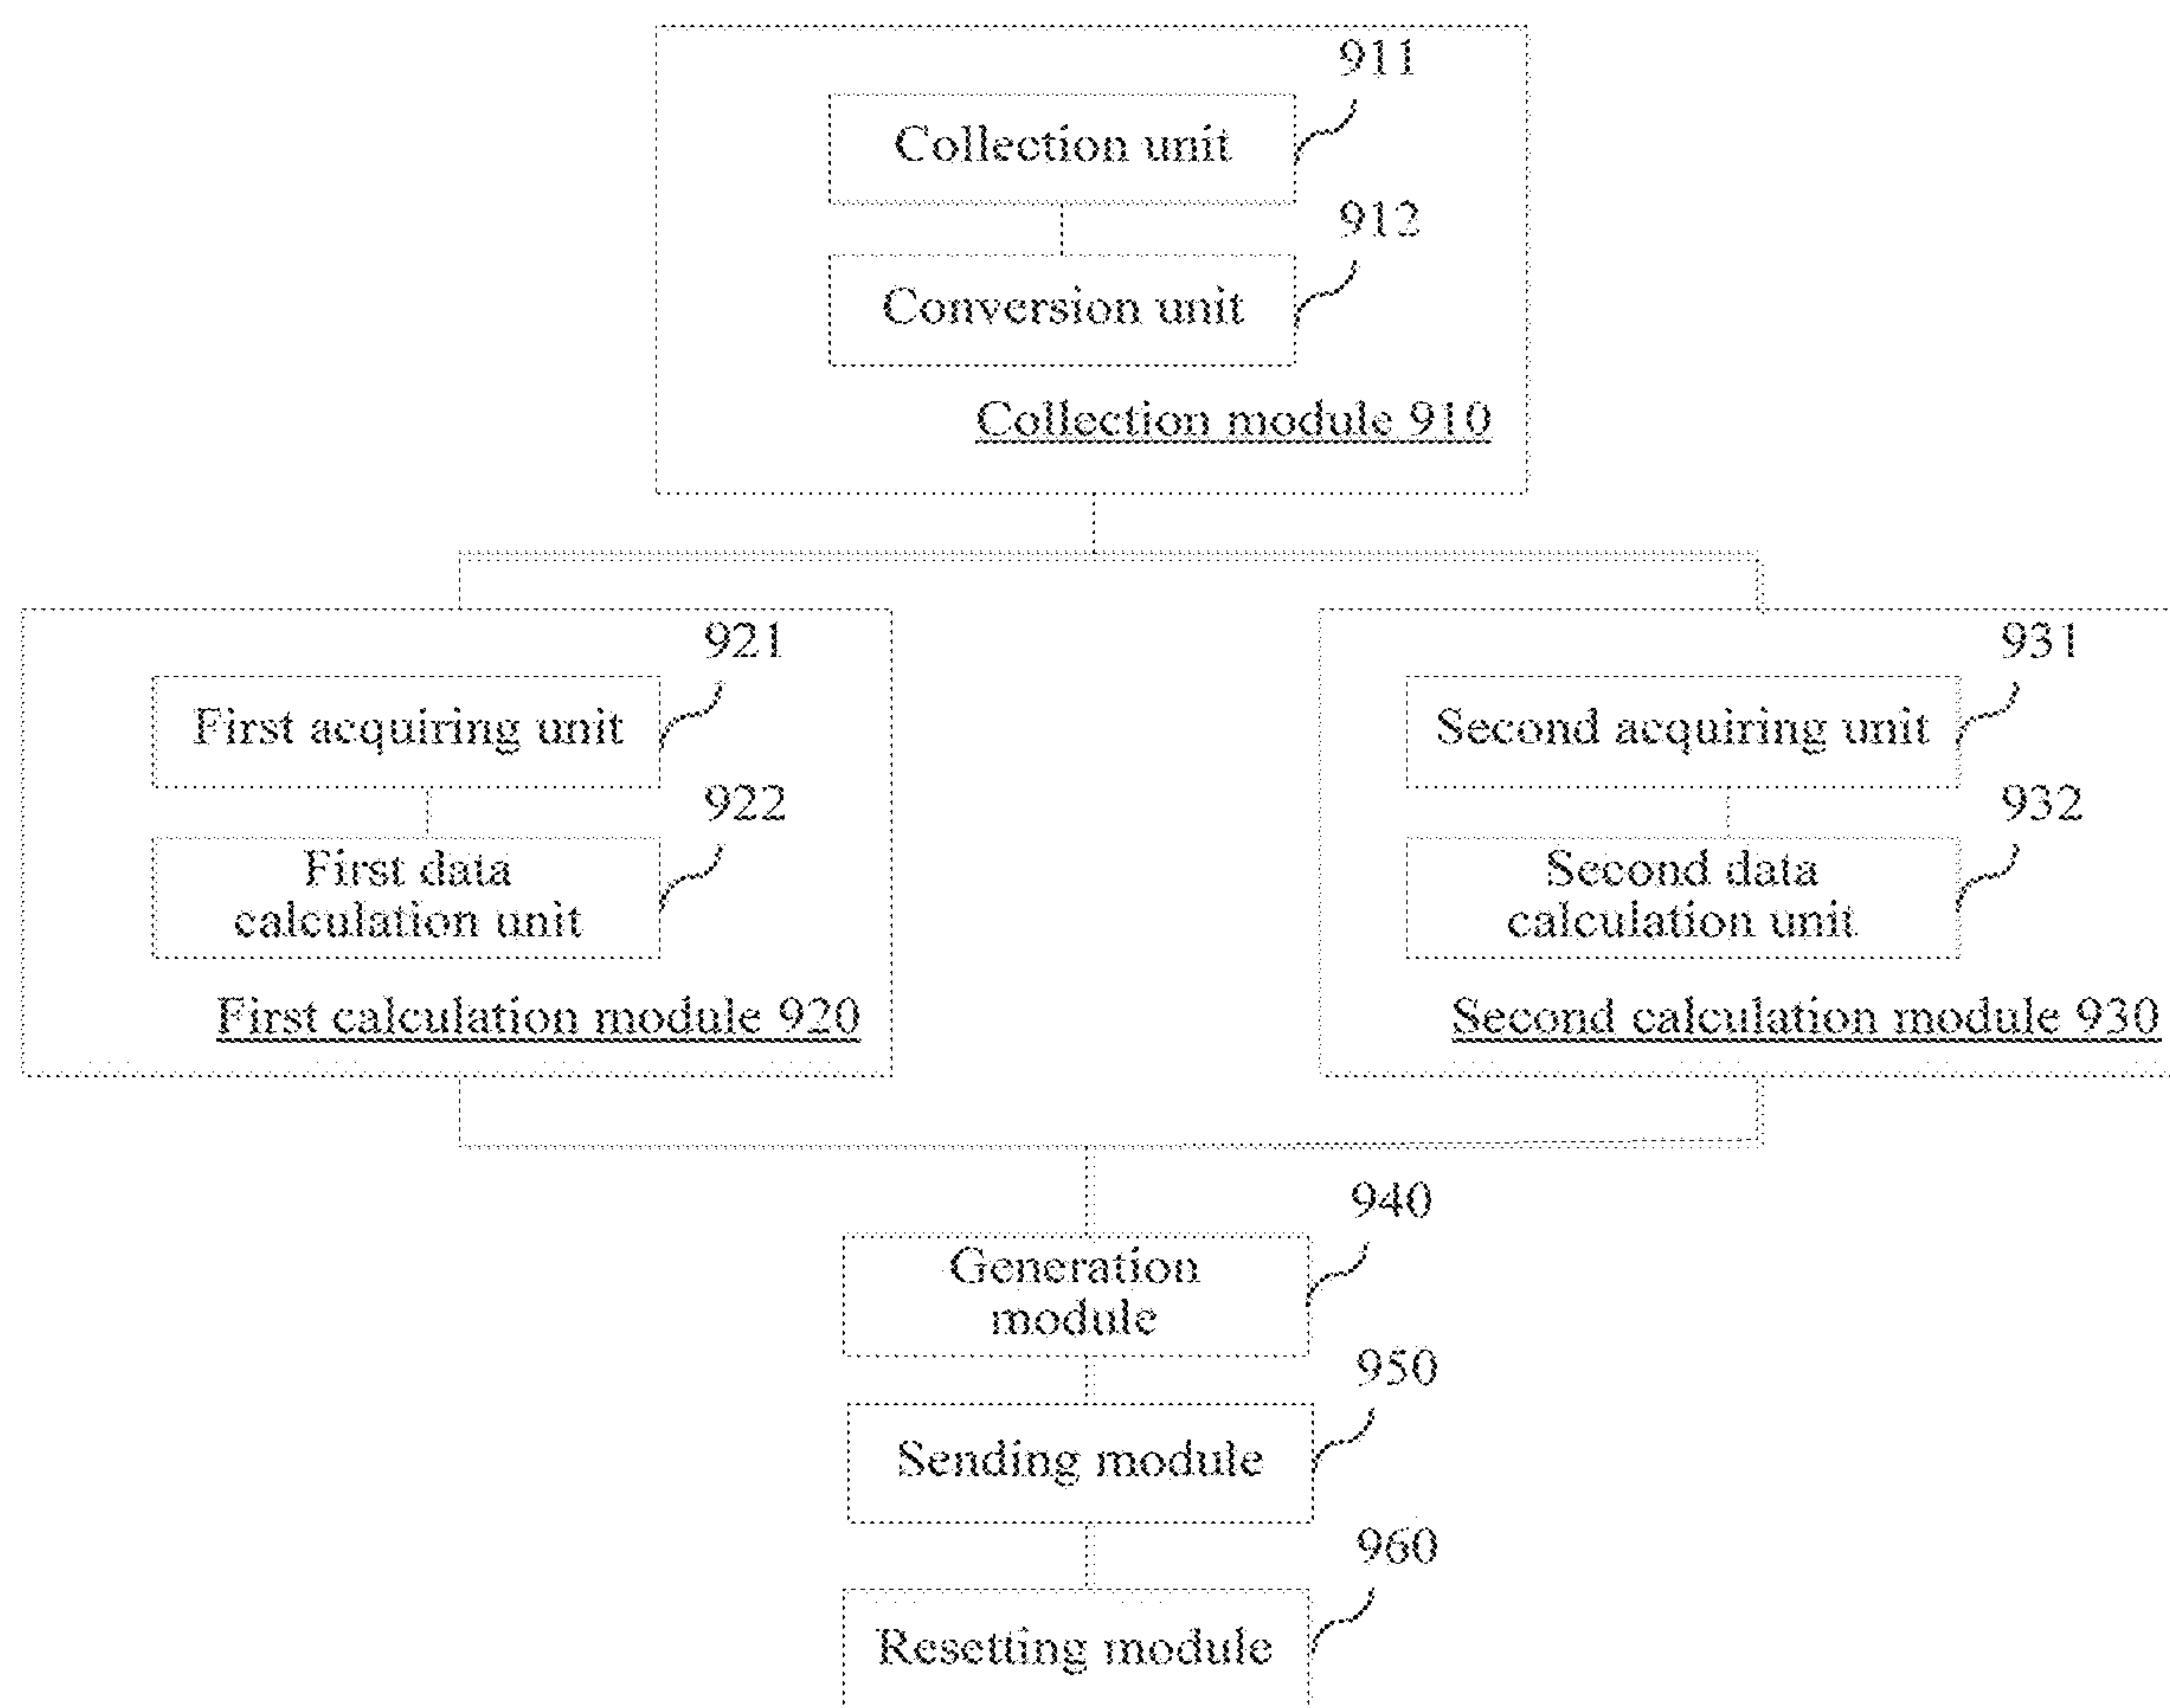 911
Collection unit
912
Conversion unit
Collection module 910
921
First acquiring unit
922
First data
calculation unit
First calculation module 920
931
Second acquiring unit
932
Second data
calculation unit
Second calculation module 930
940
Generation
module
950
Sending module
960
Resetting module